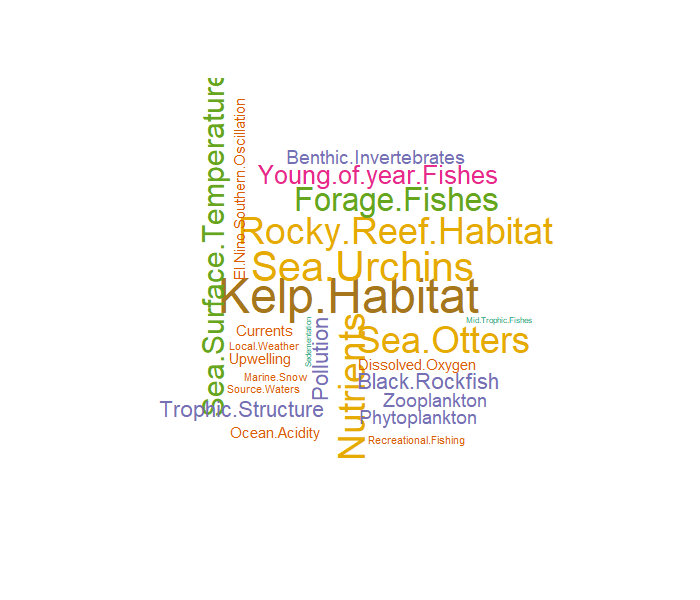 Sea.Surface.Temperature
El.Nino.Southern.Oscillation
Benthic.Invertebrates
Young.of.year.Fishes
Forage.Fishes
Rocky.Reef.Habitat
Sea.Urchins
Kelp.Habitat
Currents
Local.Weather
Upwelling
Marine.Snow
Source.Waters
Trophic.Structure
Ocean.Acidity
Sedementation
Pollution
Nutrients
Mid.Trophic.Fishes
Sea.Otters
Dissolved.Oxygen
Black.Rockfish
Zooplankton
Phytoplankton
Recreational.Fishing